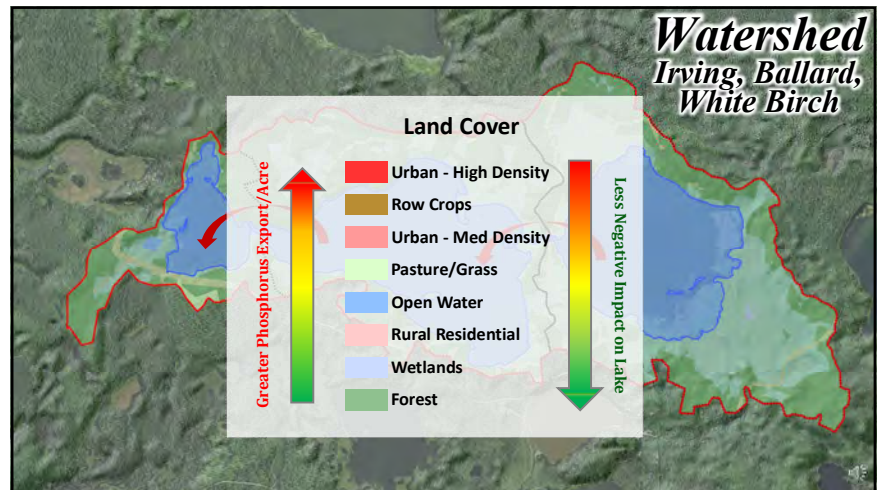 Watershed
Irving, Ballard,
White Birch
Land Cover
Greater Phosphorus Export/Acre
Urban - High Density
Row Crops
Urban - Med Density
Pasture/Grass
Open Water
Rural Residential
Wetlands
Forest
Less Negative Impact on Lake